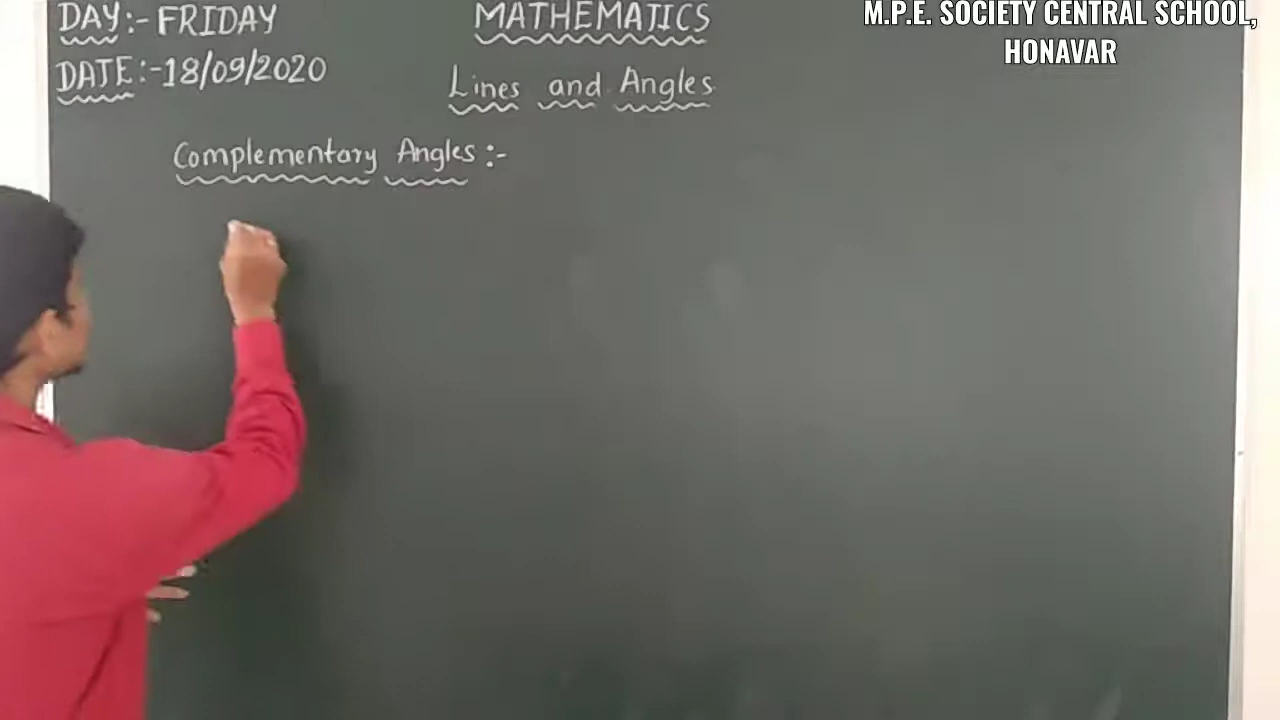 DAY:- FRIDAY
DATE:-18/09/2020
MATHEMATICS
Lines and Angles
M.P.E. SOCIETY CENTRAL SCHOOL,
HONAVAR
Complementary Angles:-